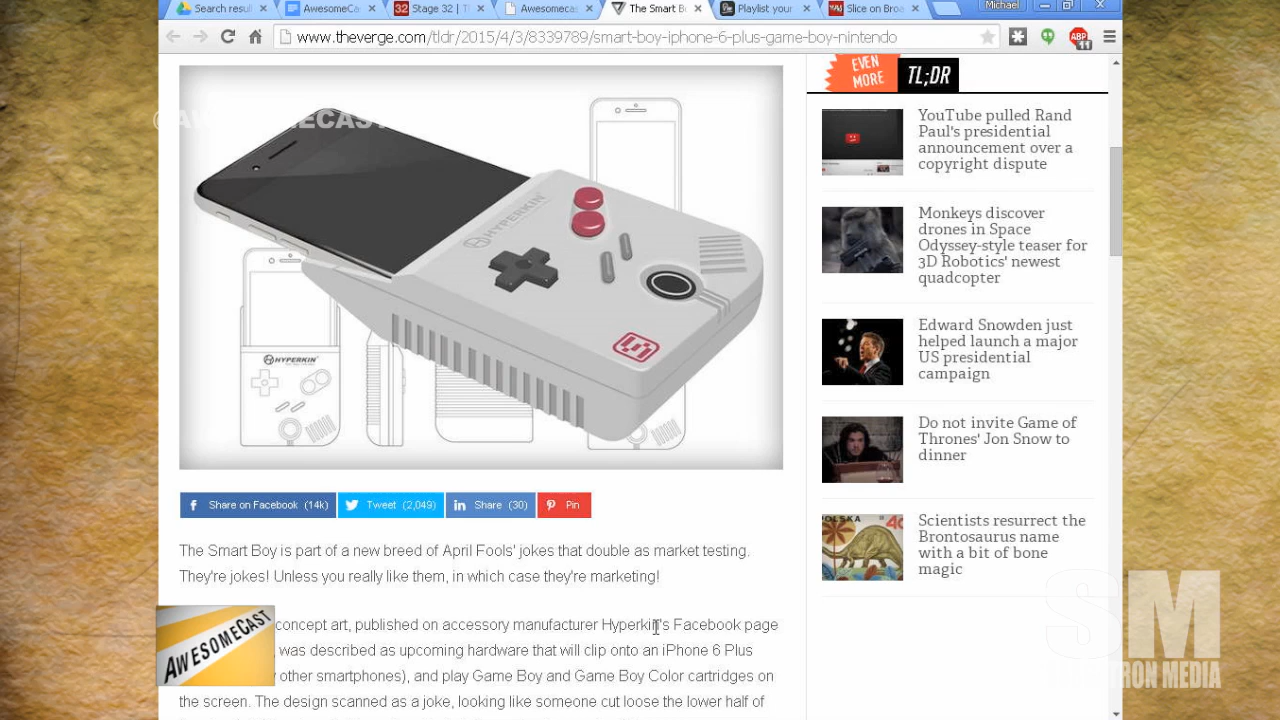 Search resul
AwesomeCa
Stage 32 | T
Awesomecas
The Smart Bo
Playlist your
Slice on Broa
Michael
www.theverge.com/tldr/2015/4/3/8339789/smart-boy-iphone-6-plus-game-boy-nintendo
ABP
11
EVEN
MORE
TL;DR
HYPERKIN
HYPERKIN
YouTube pulled Rand
Paul's presidential
announcement over a
copyright dispute
Monkeys discover
drones in Space
Odyssey-style teaser for
3D Robotics' newest
quadcopter
Edward Snowden just
helped launch a major
US presidential
campaign
Do not invite Game of
Thrones' Jon Snow to
dinner
POLSKA
Scientists resurrect the
Brontosaurus name
with a bit of bone
magic
Share on Facebook (14k)
Tweet (2,049)
Share (30)
Pin
The Smart Boy is part of a new breed of April Fools' jokes that double as market testing.
They're jokes! Unless you really like them, in which case they're marketing!
concept art, published on accessory manufacturer Hyperkin's Facebook page
was described as upcoming hardware that will clip onto an iPhone 6 Plus
other smartphones), and play Game Boy and Game Boy Color cartridges on
the screen. The design scanned as a joke, looking like someone cut loose the lower half of
AWESOMECAST
SM
TRON MEDIA